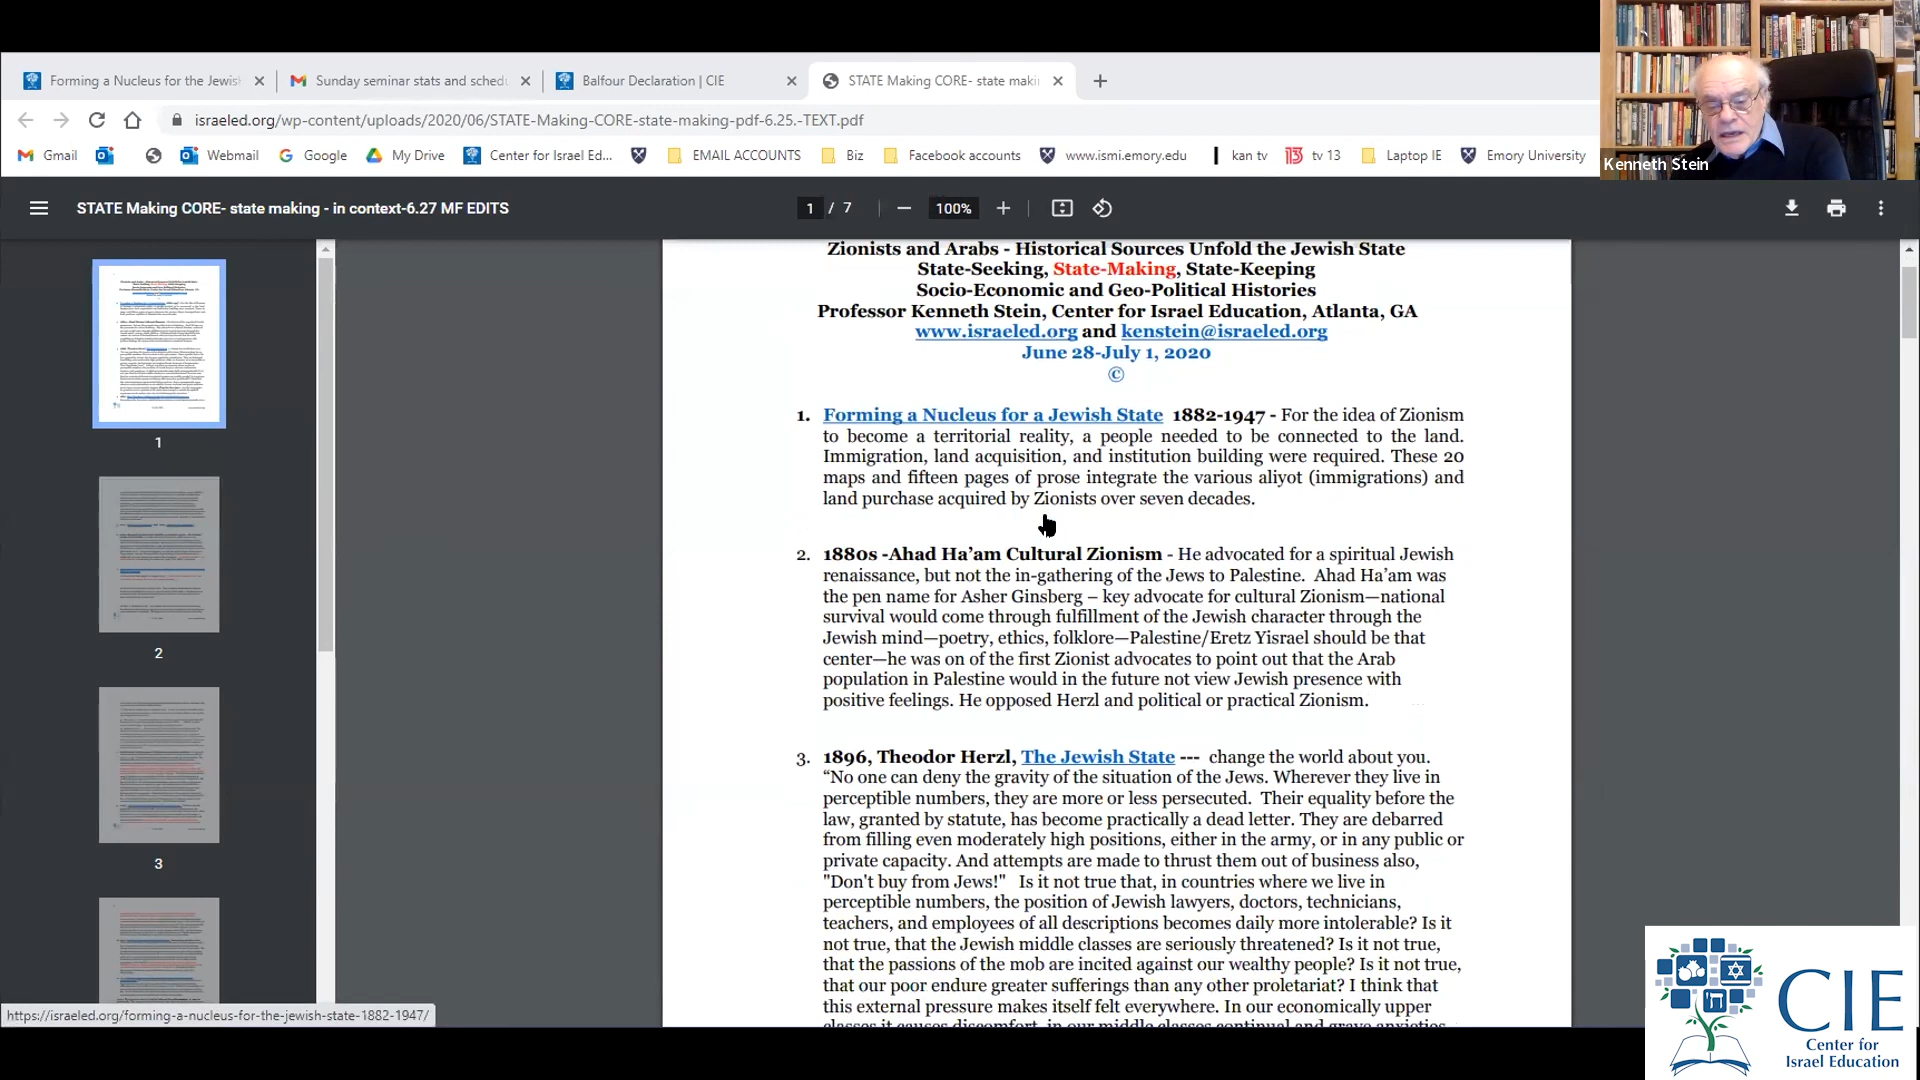 Forming a Nucleus for the Jewis
Sunday seminar stats and sched
Balfour Declaration | CIE
STATE Making CORE- state maki
israeled.org/wp-content/uploads/2020/06/STATE-Making-CORE-state-making-pdf-6.25.-TEXT.pdf
Gmail
Webmail
Google
My Drive
Center for Israel Ed...
EMAIL ACCOUNTS
Biz
Facebook accounts
www.ismi.emory.edu
kan tv
13 tv 13
Laptop IE
Emory University
Kenneth Stein
STATE Making CORE- state making - in context-6.27 MF EDITS
1 / 7
100%
Zionists and Arabs - Historical Sources Unfold the Jewish State
State-Seeking, State-Making, State-Keeping
Socio-Economic and Geo-Political Histories
Professor Kenneth Stein, Center for Israel Education, Atlanta, GA
www.israeled.org and kenstein@israeled.org
June 28-July 1, 2020
©
1. Forming a Nucleus for a Jewish State 1882-1947 - For the idea of Zionism
to become a territorial reality, a people needed to be connected to the land.
Immigration, land acquisition, and institution building were required. These 20
maps and fifteen pages of prose integrate the various aliyot (immigrations) and
land purchase acquired by Zionists over seven decades.
2. 1880s -Ahad Ha’am Cultural Zionism - He advocated for a spiritual Jewish
renaissance, but not the in-gathering of the Jews to Palestine. Ahad Ha’am was
the pen name for Asher Ginsberg – key advocate for cultural Zionism—national
survival would come through fulfillment of the Jewish character through the
Jewish mind—poetry, ethics, folklore—Palestine/Eretz Yisrael should be that
center—he was on of the first Zionist advocates to point out that the Arab
population in Palestine would in the future not view Jewish presence with
positive feelings. He opposed Herzl and political or practical Zionism.
3. 1896, Theodor Herzl, The Jewish State --- change the world about you.
“No one can deny the gravity of the situation of the Jews. Wherever they live in
perceptible numbers, they are more or less persecuted. Their equality before the
law, granted by statute, has become practically a dead letter. They are debarred
from filling even moderately high positions, either in the army, or in any public or
private capacity. And attempts are made to thrust them out of business also,
"Don't buy from Jews!" Is it not true that, in countries where we live in
perceptible numbers, the position of Jewish lawyers, doctors, technicians,
teachers, and employees of all descriptions becomes daily more intolerable? Is it
not true, that the Jewish middle classes are seriously threatened? Is it not true,
that the passions of the mob are incited against our wealthy people? Is it not true,
that our poor endure greater sufferings than any other proletariat? I think that
this external pressure makes itself felt everywhere. In our economically upper
classes it causes discomfort, in our middle classes continual and grave anxieties
1
2
3
https://israeled.org/forming-a-nucleus-for-the-jewish-state-1882-1947/
CIE
Center for
Israel Education